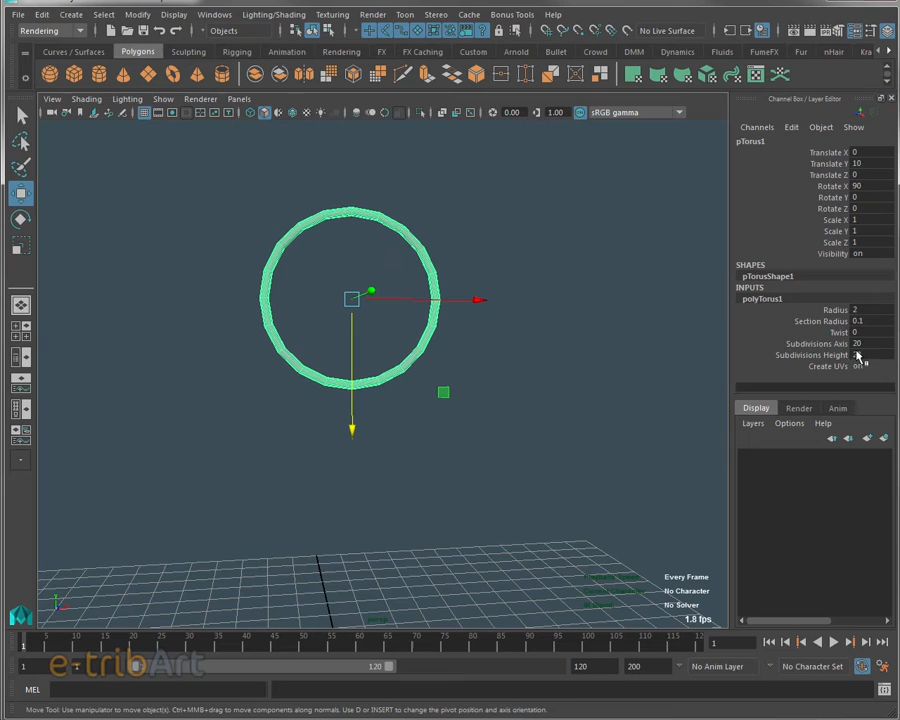 File Edit Create Select Modify Display Windows Lighting/Shading Texturing Render Toon Stereo Cache Bonus Tools Help
Rendering Objects No Live Surface
Curves / Surfaces Polygons Sculpting Rigging Animation Rendering FX FX Caching Custom Arnold Bullet Crowd DMM Dynamics Fluids FumeFX Fur nHair Kra
View Shading Lighting Show Renderer Panels
0.00 1.00 sRGB gamma
Channel Box / Layer Editor
Channels Edit Object Show
pTorus1
Translate X 0
Translate Y 10
Translate Z 0
Rotate X 90
Rotate Y 0
Rotate Z 0
Scale X 1
Scale Y 1
Scale Z 1
Visibility on
SHAPES
pTorusShape1
INPUTS
polyTorus1
Radius 2
Section Radius 0.1
Twist 0
Subdivisions Axis 20
Subdivisions Height
Create UVs on
Display Render Anim
Layers Options Help
Every Frame
No Character
No Solver
1.8 fps
persp
1 5 10 15 20 25 30 35 40 45 50 55 60 65 70 75 80 85 90 95 100 105 110 115 120 1
1 1 120 120 200 No Anim Layer No Character Set
e-tribArt
MEL
Move Tool: Use manipulator to move object(s). Ctrl+MMB+drag to move components along normals. Use D or INSERT to change the pivot position and axis orientation.